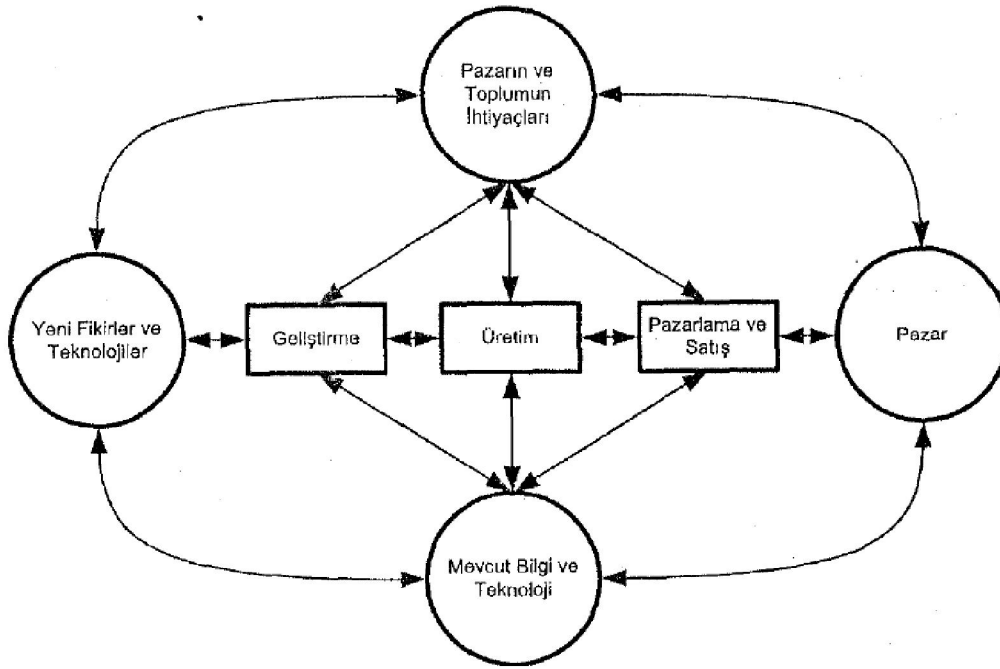 Pazarın ve
Toplumun
İhtiyaçları
Yeni Fikirler ve
Teknolojiler
Geliştirme
Üretim
Pazarlama ve
Satış
Pazar
Mevcut Bilgi ve
Teknoloji